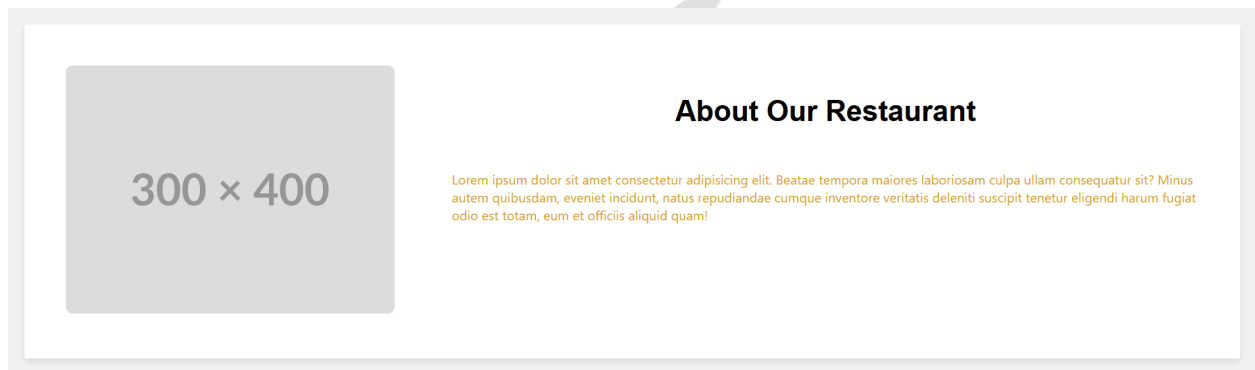 300 × 400
About Our Restaurant
Lorem ipsum dolor sit amet consectetur adipisicing elit. Beatae tempora maiores laboriosam culpa ullam consequatur sit? Minus
autem quibusdam, eveniet incidunt, natus repudiandae cumque inventore veritatis deleniti suscipit tenetur eligendi harum fugiat
odio est totam, eum et officiis aliquid quam!